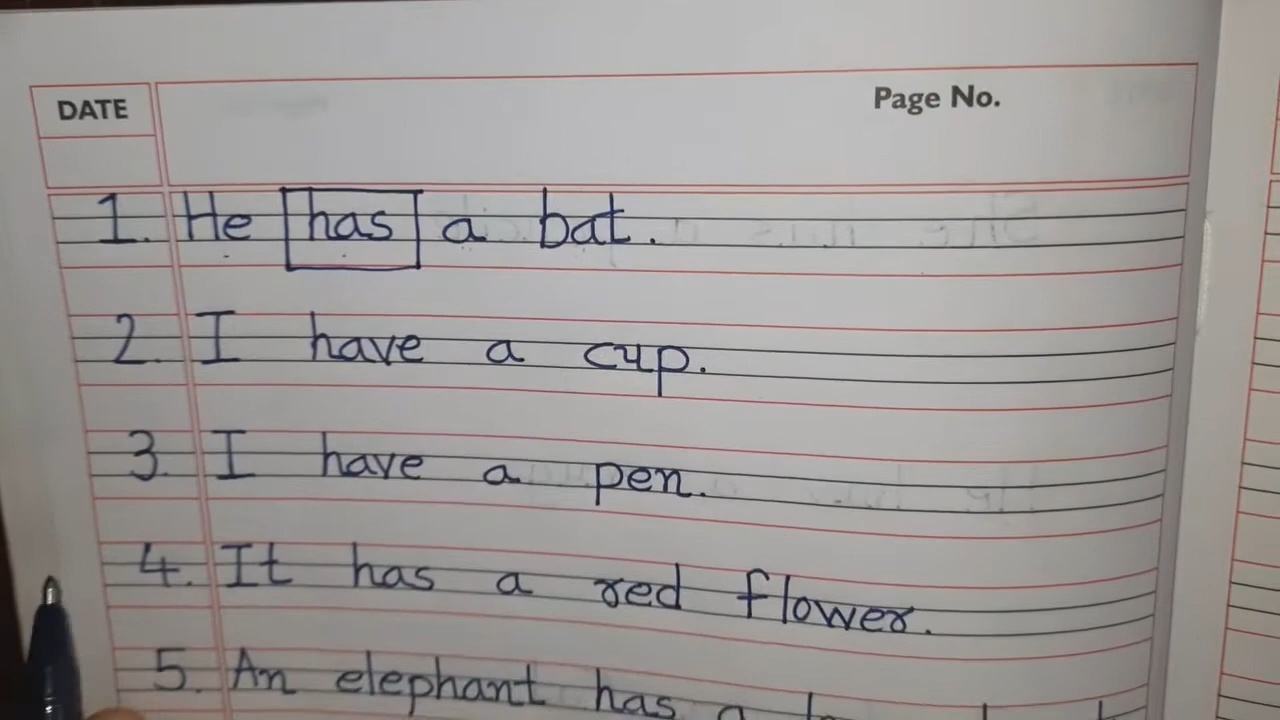 DATE
Page No.
1. He has a bat.
2. I have a cup.
3. I have a pen.
4. It has a red flower.
5. An elephant has a